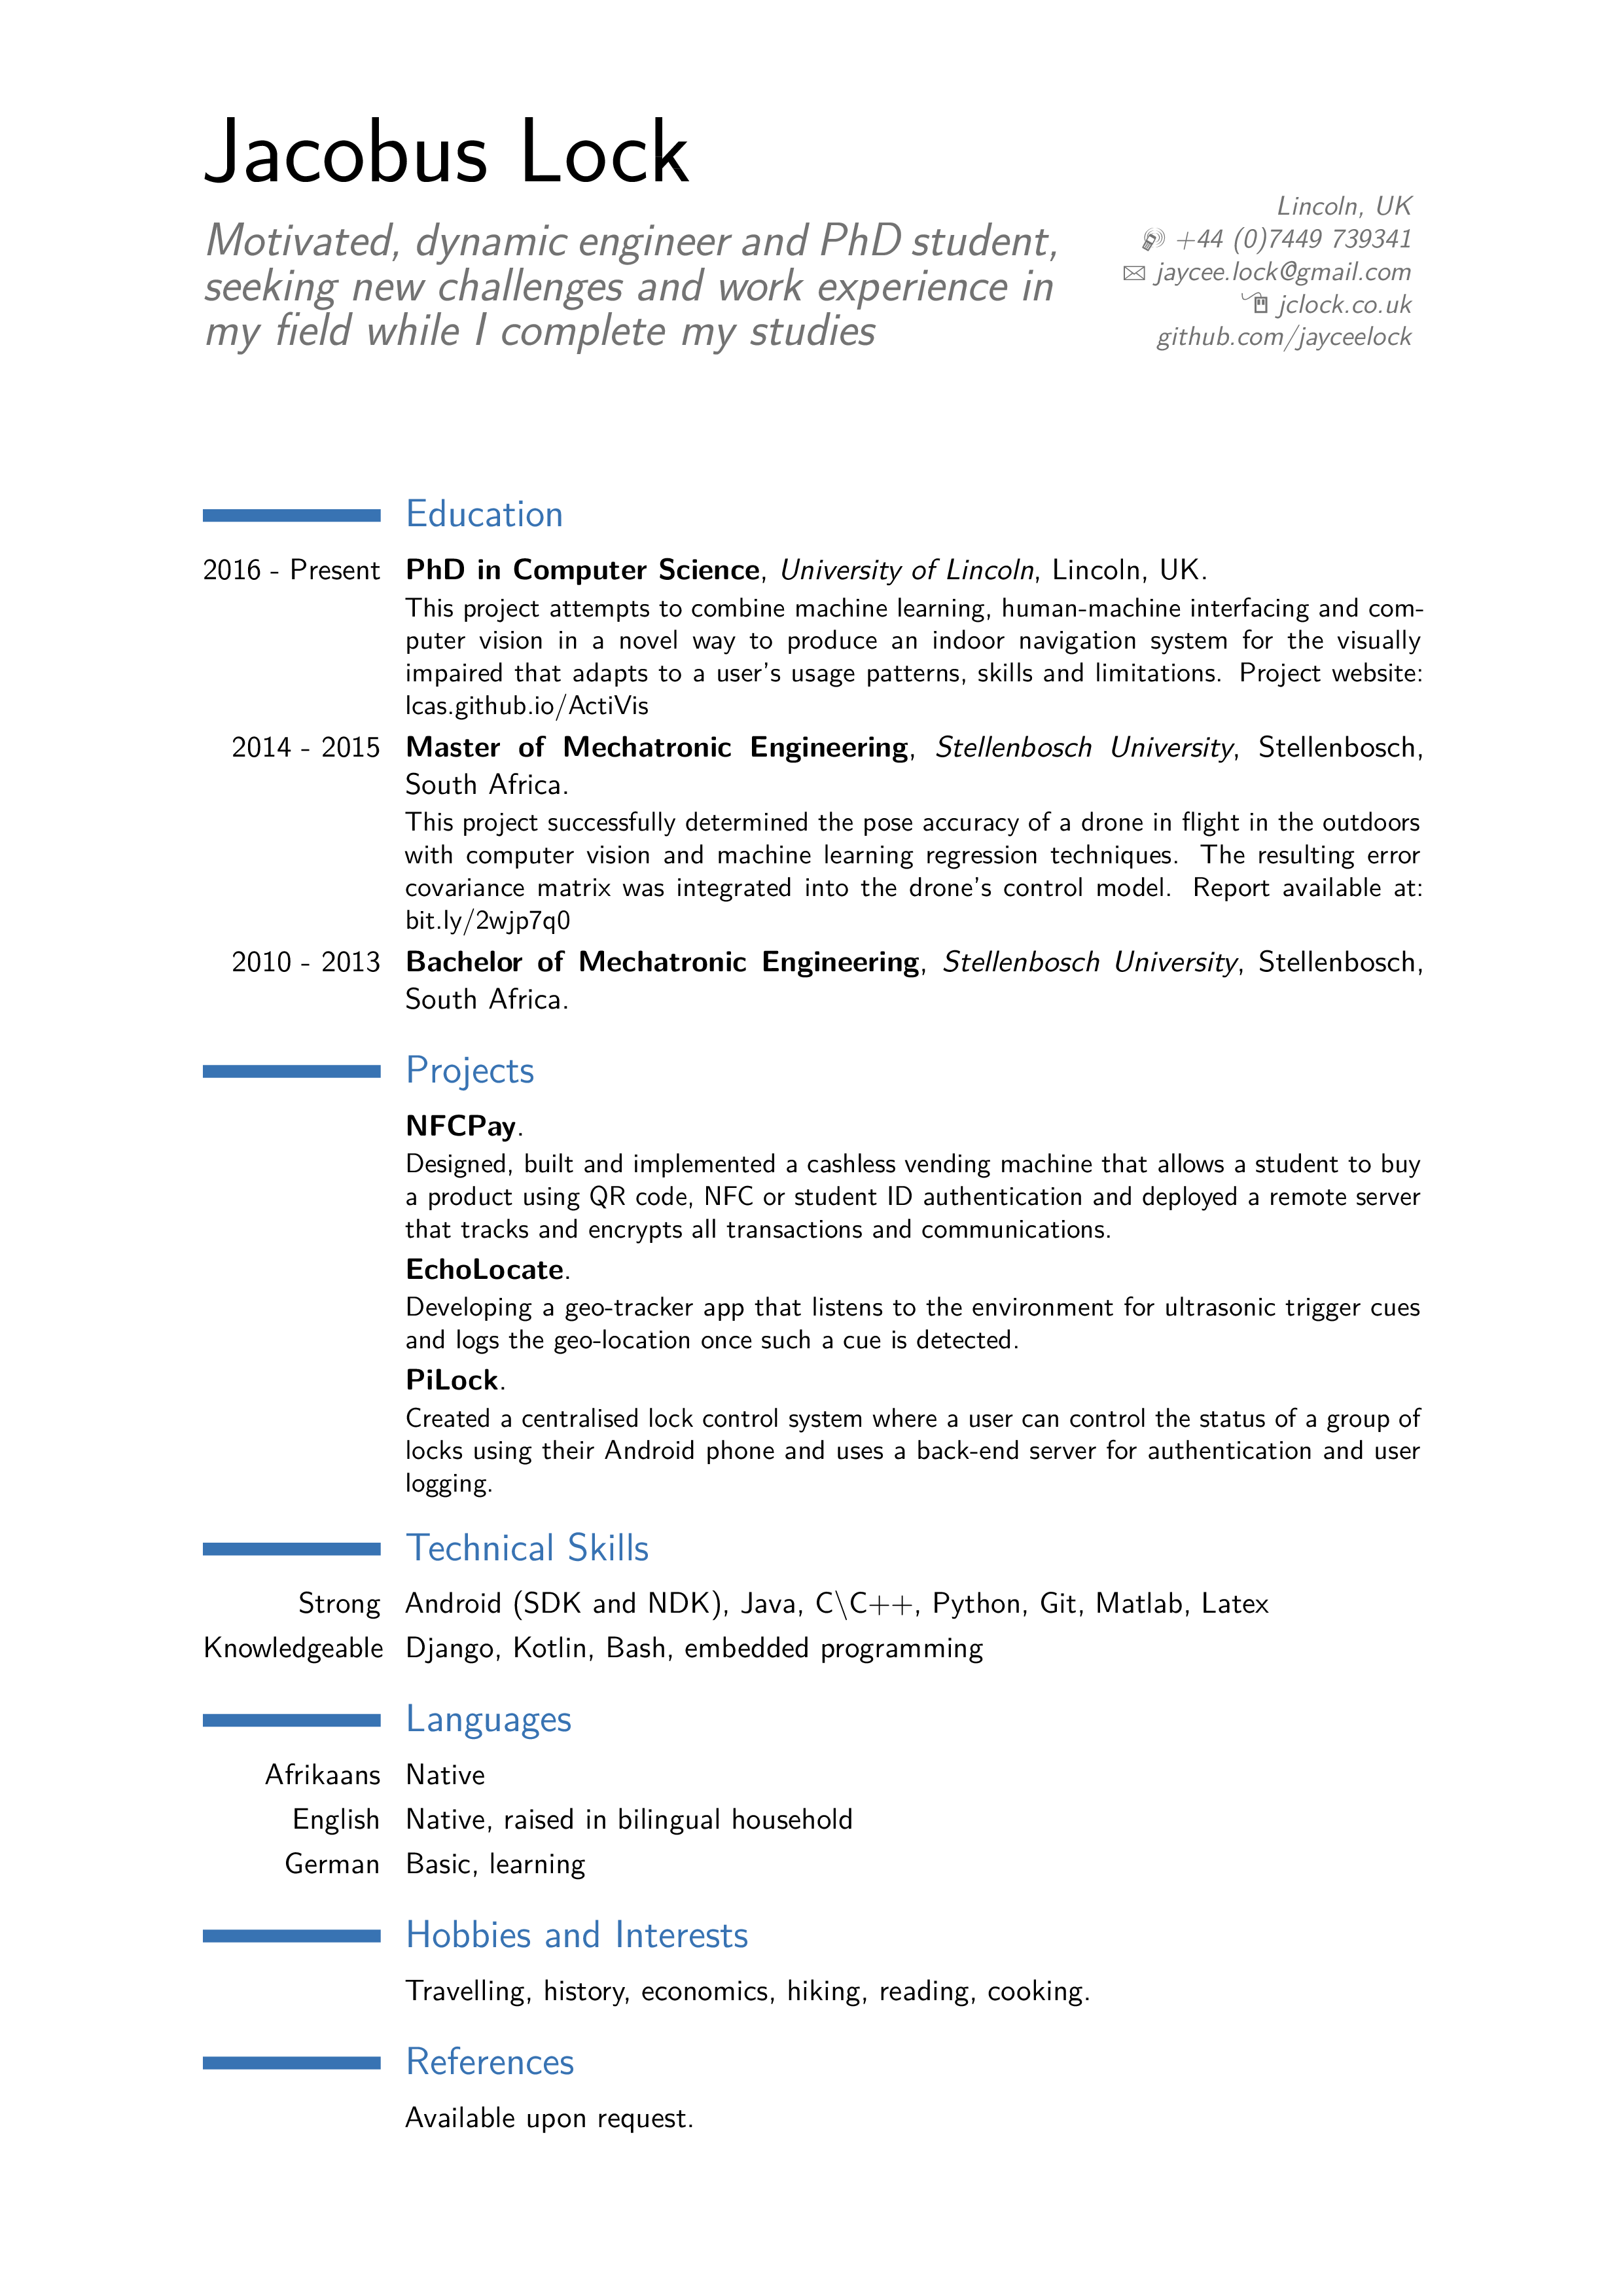 Jacobus Lock
Motivated, dynamic engineer and PhD student,
seeking new challenges and work experience in
my field while I complete my studies
Lincoln, UK
+44 (0)7449 739341
jaycee.lock@gmail.com
jclock.co.uk
github.com/jayceelock
Education
2016 - Present PhD in Computer Science, University of Lincoln, Lincoln, UK.
This project attempts to combine machine learning, human-machine interfacing and com-
puter vision in a novel way to produce an indoor navigation system for the visually
impaired that adapts to a user's usage patterns, skills and limitations. Project website:
lcas.github.io/ActiVis
2014 - 2015 Master of Mechatronic Engineering, Stellenbosch University, Stellenbosch,
South Africa.
This project successfully determined the pose accuracy of a drone in flight in the outdoors
with computer vision and machine learning regression techniques. The resulting error
covariance matrix was integrated into the drone's control model. Report available at:
bit.ly/2wjp7q0
2010 - 2013 Bachelor of Mechatronic Engineering, Stellenbosch University, Stellenbosch,
South Africa.
Projects
NFCPay.
Designed, built and implemented a cashless vending machine that allows a student to buy
a product using QR code, NFC or student ID authentication and deployed a remote server
that tracks and encrypts all transactions and communications.
EchoLocate.
Developing a geo-tracker app that listens to the environment for ultrasonic trigger cues
and logs the geo-location once such a cue is detected.
PiLock.
Created a centralised lock control system where a user can control the status of a group of
locks using their Android phone and uses a back-end server for authentication and user
logging.
Technical Skills
Strong Android (SDK and NDK), Java, C\C++, Python, Git, Matlab, Latex
Knowledgeable Django, Kotlin, Bash, embedded programming
Languages
Afrikaans Native
English Native, raised in bilingual household
German Basic, learning
Hobbies and Interests
Travelling, history, economics, hiking, reading, cooking.
References
Available upon request.